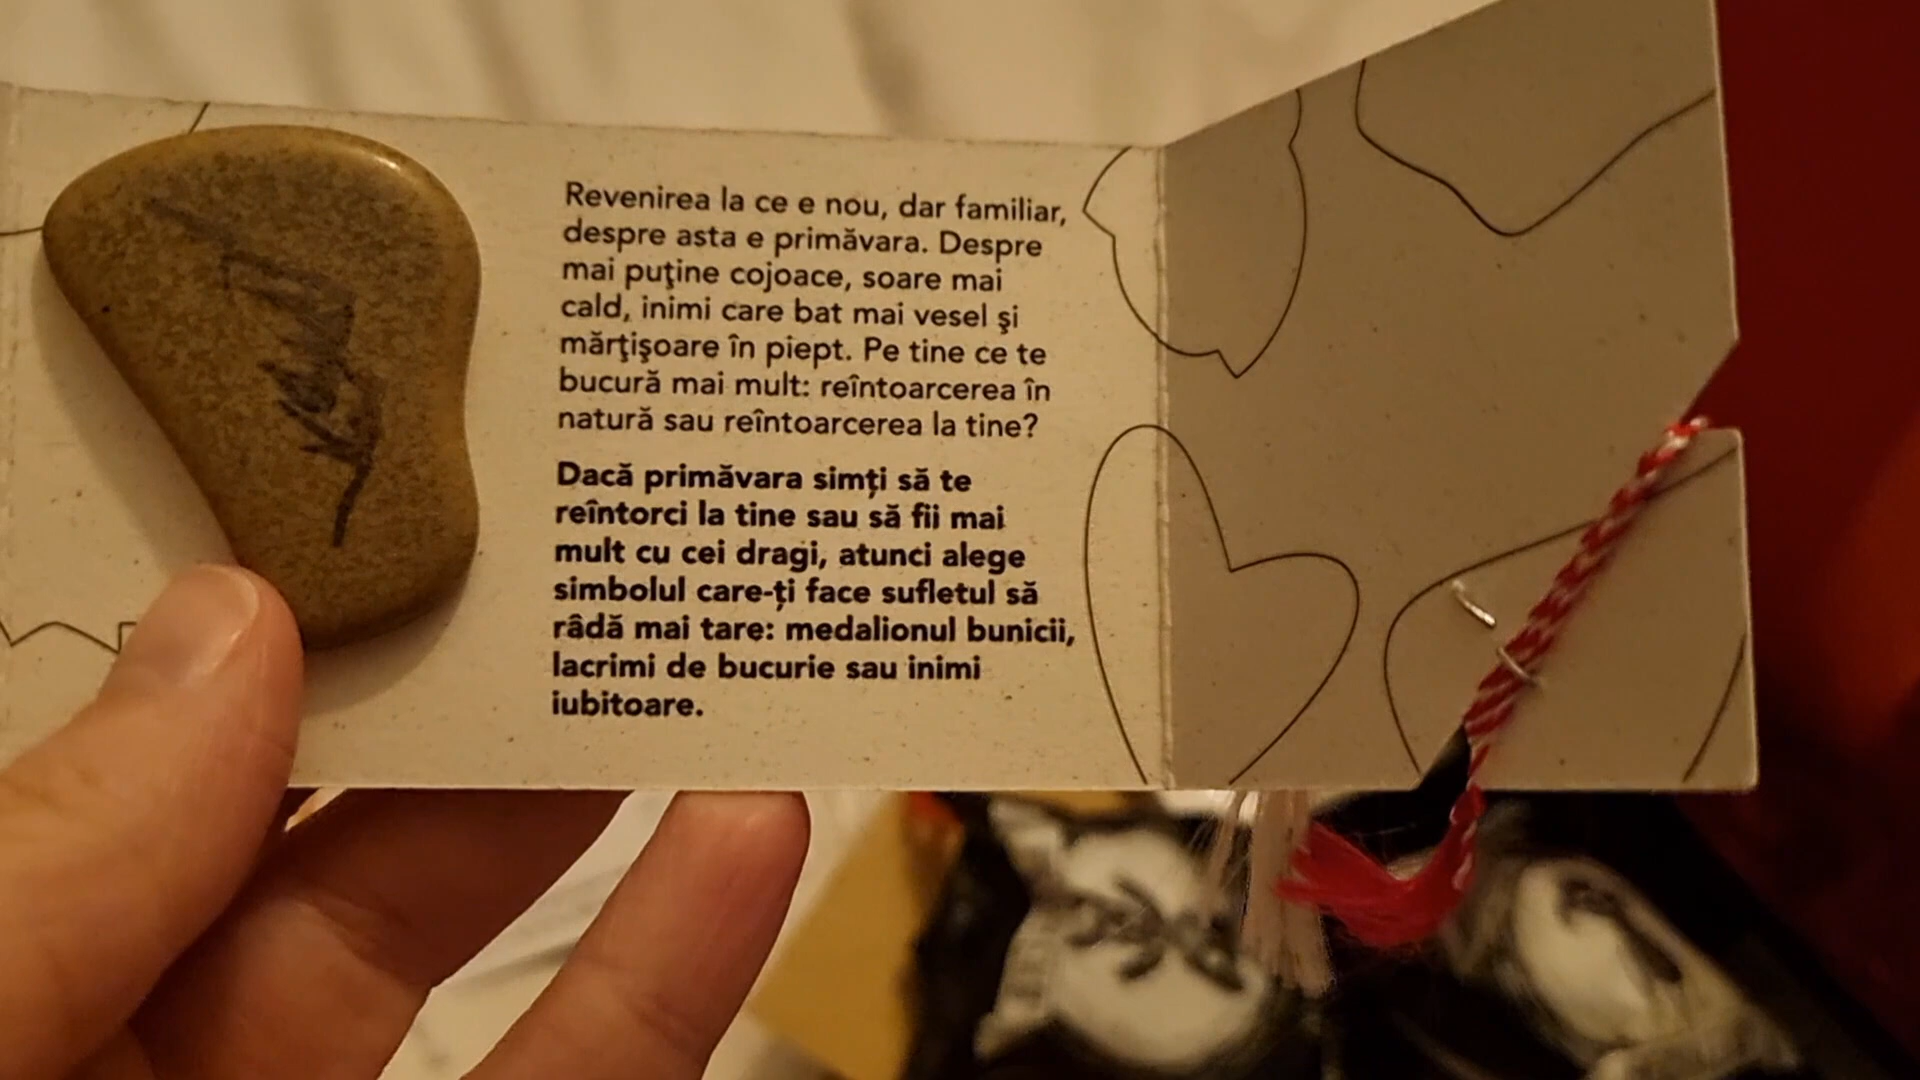 Revenirea la ce e nou, dar familiar,
despre asta e primăvara. Despre
mai puţine cojoace, soare mai
cald, inimi care bat mai vesel şi
mărţişoare în piept. Pe tine ce te
bucură mai mult: reîntoarcerea în
natură sau reîntoarcerea la tine?
Dacă primăvara simți să te
reîntorci la tine sau să fii mai
mult cu cei dragi, atunci alege
simbolul care-ți face sufletul să
râdă mai tare: medalionul bunicii,
lacrimi de bucurie sau inimi
iubitoare.